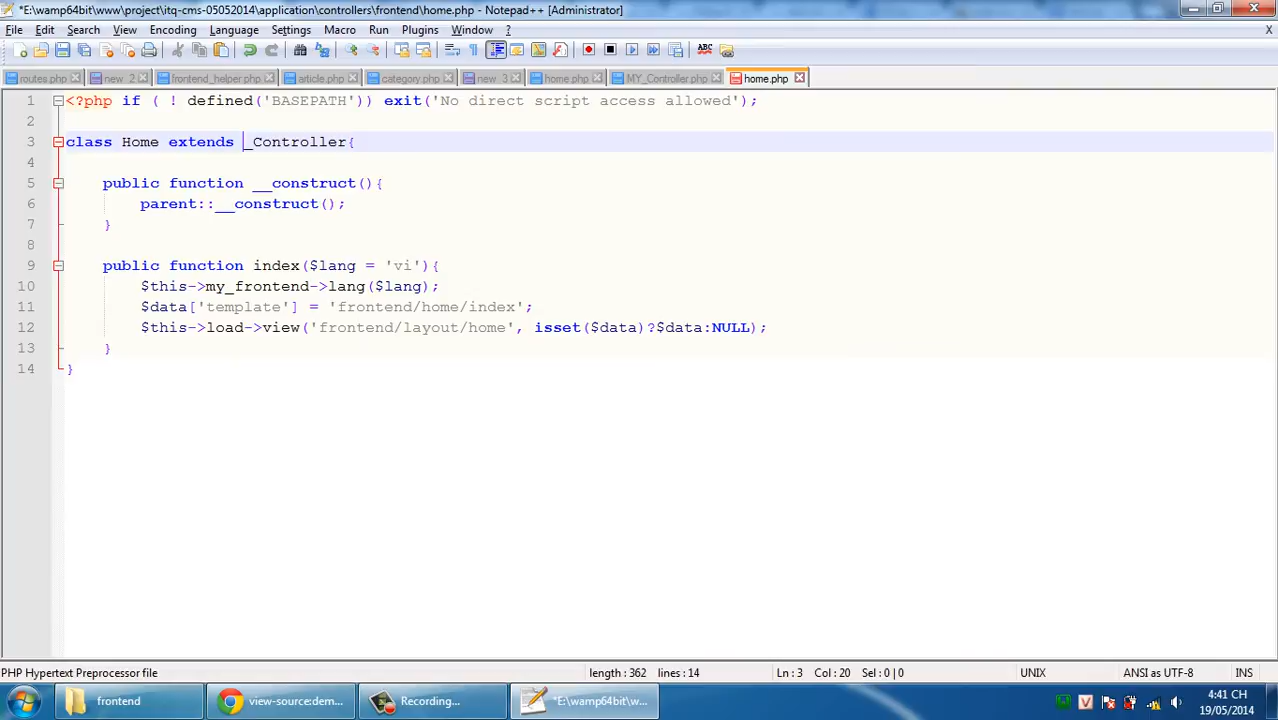 *E:\wamp64bit\www\project\itq-cms-05052014\application\controllers\frontend\home.php - Notepad++ [Administrator]
File Edit Search View Encoding Language Settings Macro Run Plugins Window ? X
routes.php new 2 frontend_helper.php article.php category.php new 3 home.php MY_Controller.php home.php
1 <?php if ( ! defined('BASEPATH')) exit('No direct script access allowed');
2
3 class Home extends _Controller{
4
5 public function __construct(){
6 parent::__construct();
7 }
8
9 public function index($lang = 'vi'){
10 $this->my_frontend->lang($lang);
11 $data['template'] = 'frontend/home/index';
12 $this->load->view('frontend/layout/home', isset($data)?$data:NULL);
13 }
14 }
PHP Hypertext Preprocessor file length : 362 lines : 14 Ln : 3 Col : 20 Sel : 0 | 0 UNIX ANSI as UTF-8 INS
frontend view-source:dem... Recording... *E:\wamp64bit\w... 4:41 CH
19/05/2014